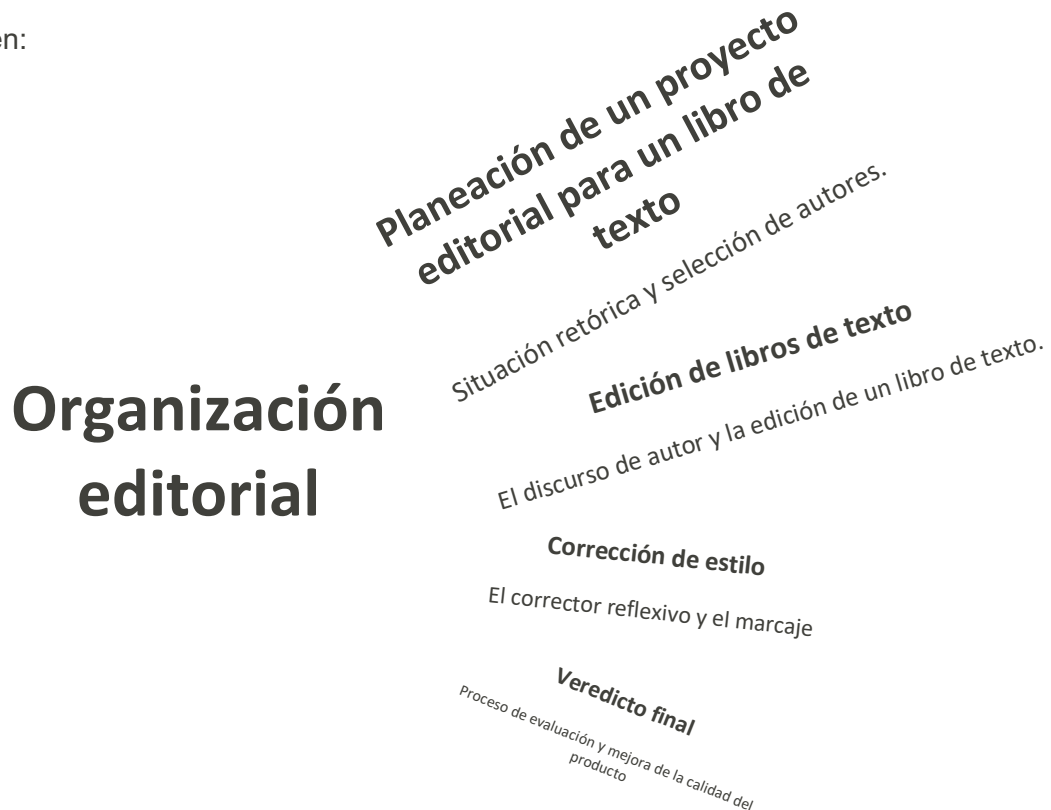 én:
Organización
editorial
Planeación de un proyecto
editorial para un libro de
texto
Situación retórica y selección de autores.
Edición de libros de texto
El discurso de autor y la edición de un libro de texto.
Corrección de estilo
El corrector reflexivo y el marcaje
Veredicto final
Proceso de evaluación y mejora de la calidad del
producto